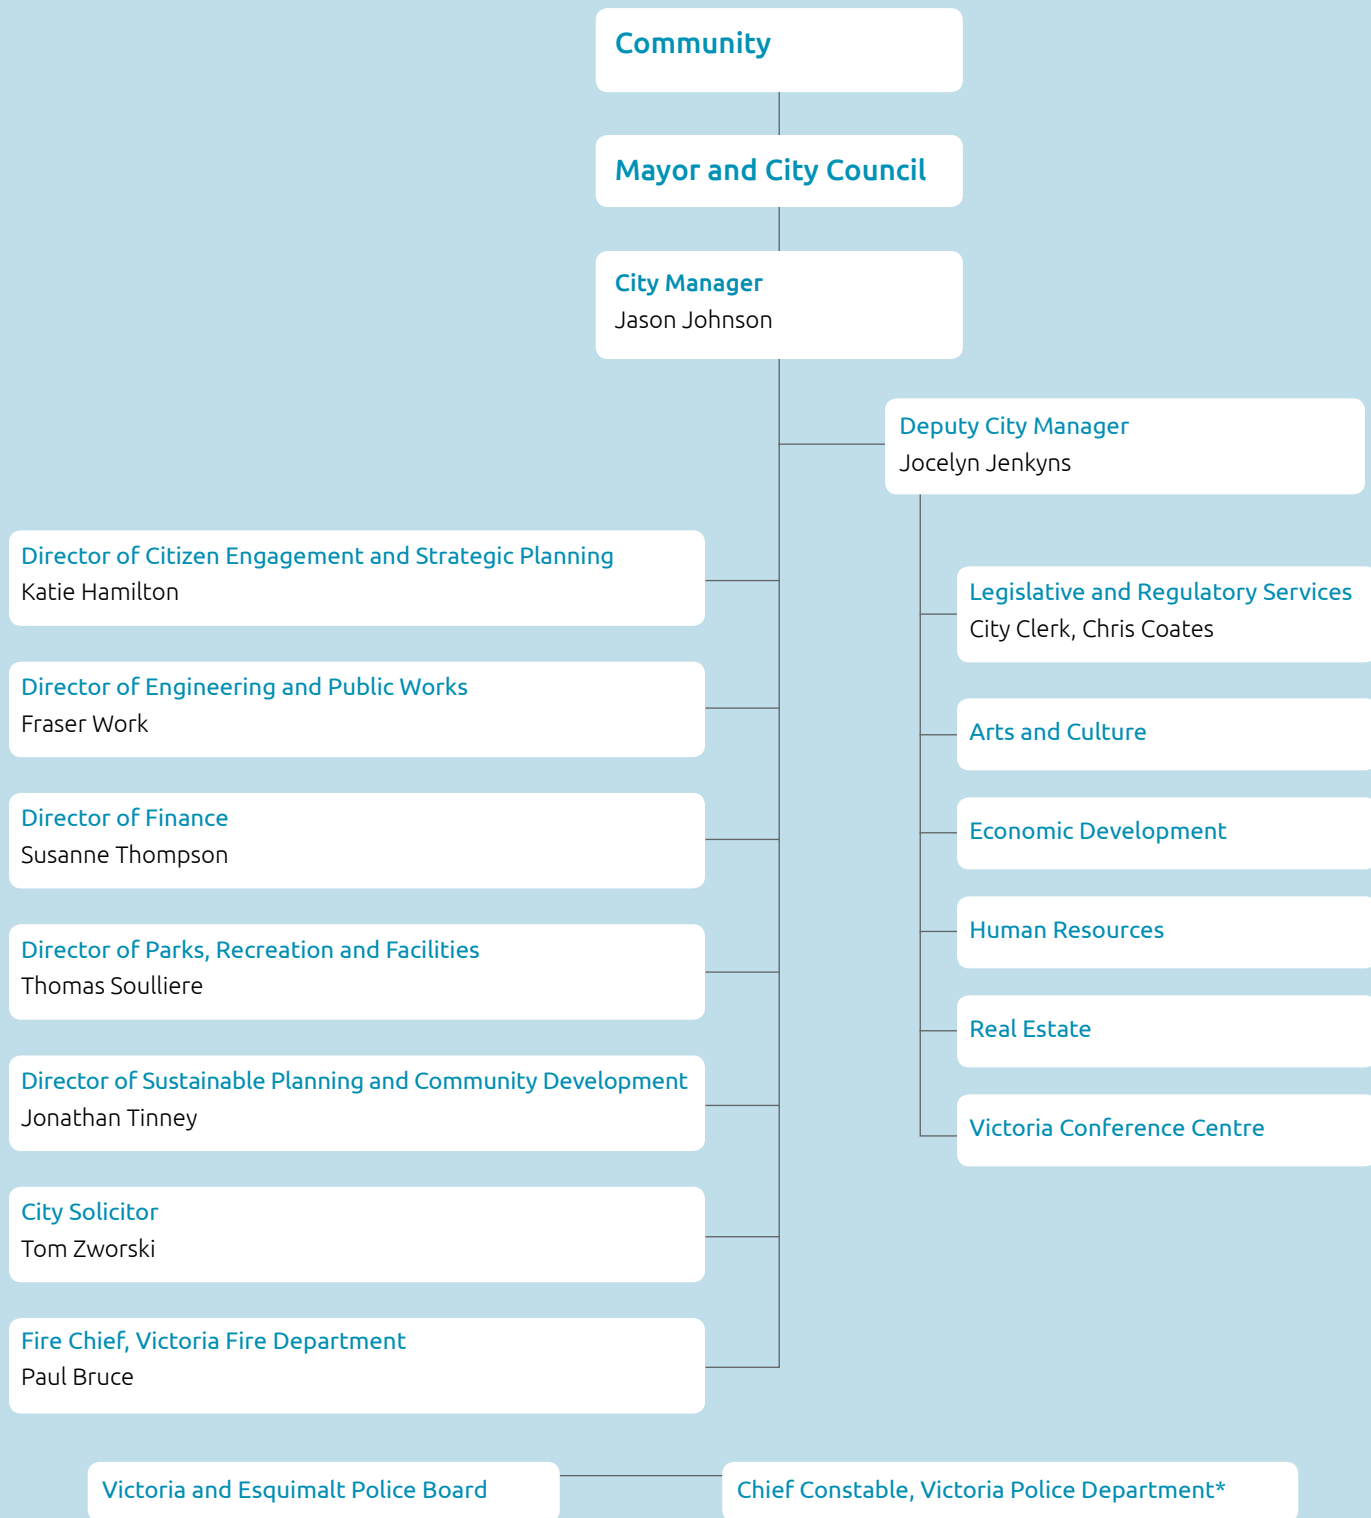 Community
Mayor and City Council
City Manager
Jason Johnson
Deputy City Manager
Jocelyn Jenkyns
Director of Citizen Engagement and Strategic Planning
Katie Hamilton
Director of Engineering and Public Works
Fraser Work
Director of Finance
Susanne Thompson
Director of Parks, Recreation and Facilities
Thomas Soulliere
Director of Sustainable Planning and Community Development
Jonathan Tinney
City Solicitor
Tom Zworski
Fire Chief, Victoria Fire Department
Paul Bruce
Legislative and Regulatory Services
City Clerk, Chris Coates
Arts and Culture
Economic Development
Human Resources
Real Estate
Victoria Conference Centre
Victoria and Esquimalt Police Board
Chief Constable, Victoria Police Department*